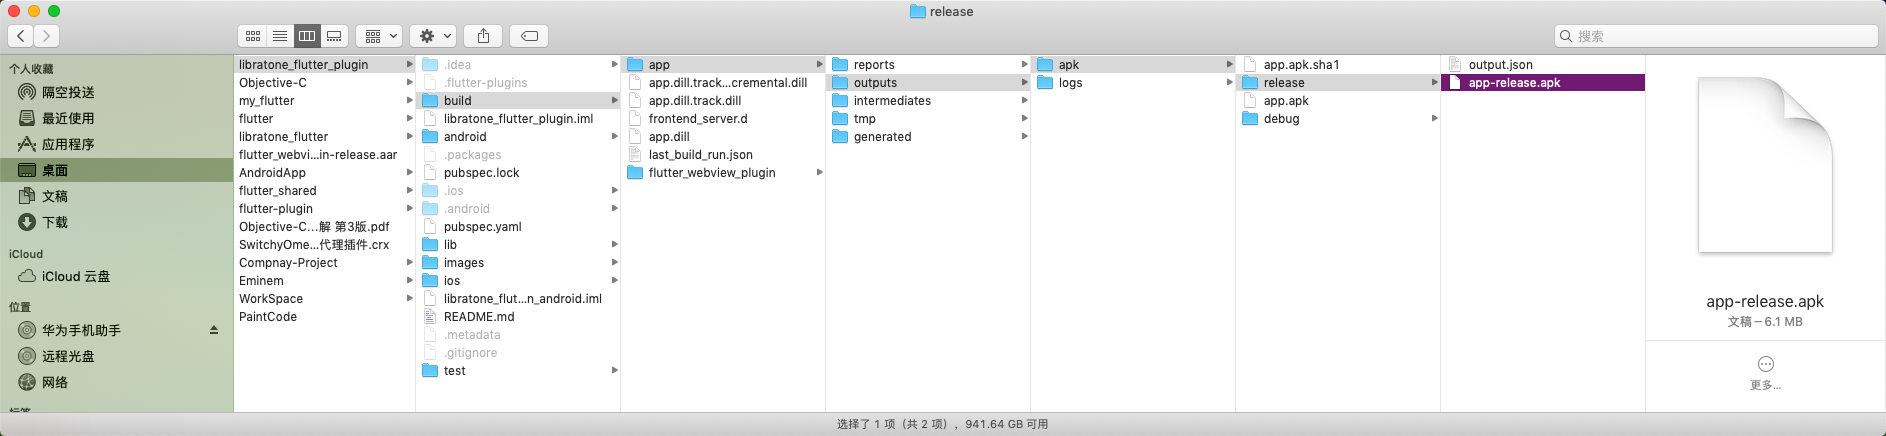 release
搜索
个人收藏
隔空投送
最近使用
应用程序
桌面
文稿
下载
iCloud
iCloud 云盘
位置
华为手机助手
远程光盘
网络
标签
libratone_flutter_plugin
Objective-C
my_flutter
flutter
libratone_flutter
flutter_webvi...in-release.aar
AndroidApp
flutter_shared
flutter-plugin
Objective-C...解 第3版.pdf
SwitchyOme...代理插件.crx
Compnay-Project
Eminem
WorkSpace
PaintCode
.idea
.flutter-plugins
build
libratone_flutter_plugin.iml
android
.packages
pubspec.lock
.ios
.android
pubspec.yaml
lib
images
ios
libratone_flut...n_android.iml
README.md
.metadata
.gitignore
test
app
app.dill.track...cremental.dill
app.dill.track.dill
frontend_server.d
app.dill
last_build_run.json
flutter_webview_plugin
reports
outputs
intermediates
tmp
generated
apk
logs
app.apk.sha1
release
app.apk
debug
output.json
app-release.apk
app-release.apk
文稿 – 6.1 MB
更多...
选择了 1 项（共 2 项），941.64 GB 可用